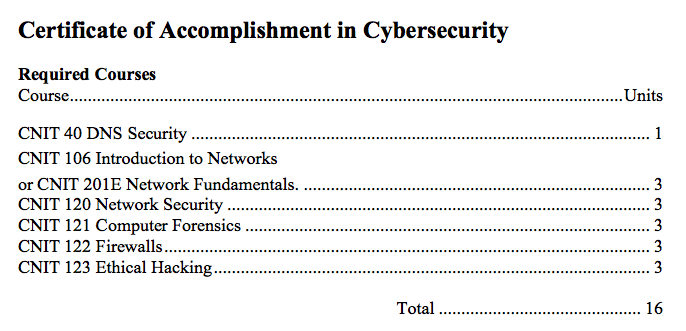 Certificate of Accomplishment in Cybersecurity
Required Courses
Course....................................................................................................................Units
CNIT 40 DNS Security ................................................................................................ 1
CNIT 106 Introduction to Networks
or CNIT 201E Network Fundamentals. ......................................................................... 3
CNIT 120 Network Security ......................................................................................... 3
CNIT 121 Computer Forensics ..................................................................................... 3
CNIT 122 Firewalls...................................................................................................... 3
CNIT 123 Ethical Hacking............................................................................................ 3
Total .......................................... 16